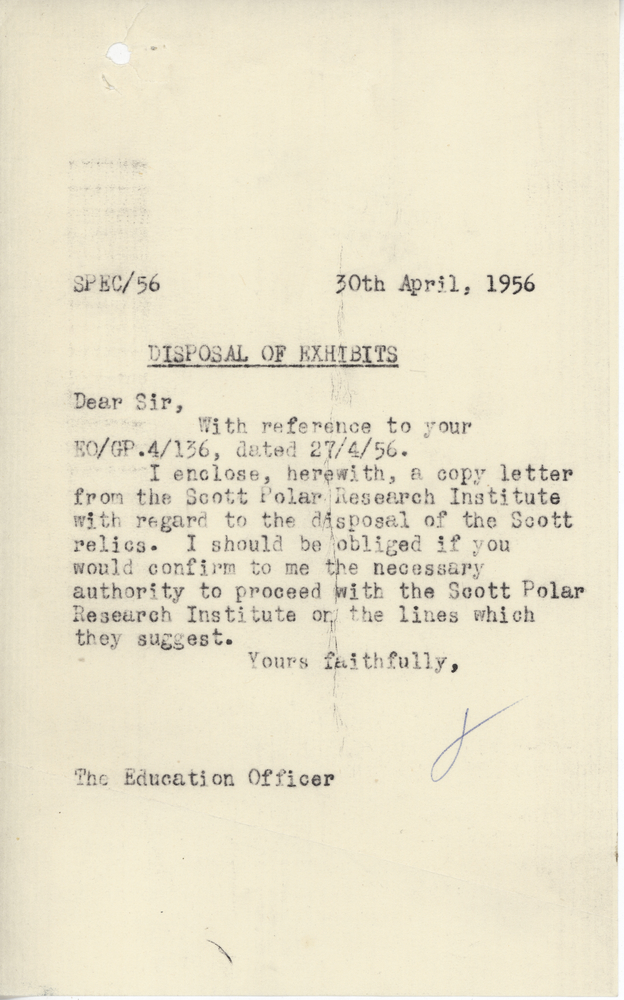 SPEC/56 30th April, 1956
DISPOSAL OF EXHIBITS
Dear Sir,
With reference to your
EO/GP.4/136, dated 27/4/56.
I enclose, herewith, a copy letter
from the Scott Polar Research Institute
with regard to the disposal of the Scott
relics. I should be obliged if you
would confirm to me the necessary
authority to proceed with the Scott Polar
Research Institute on the lines which
they suggest.
Yours faithfully,
The Education Officer